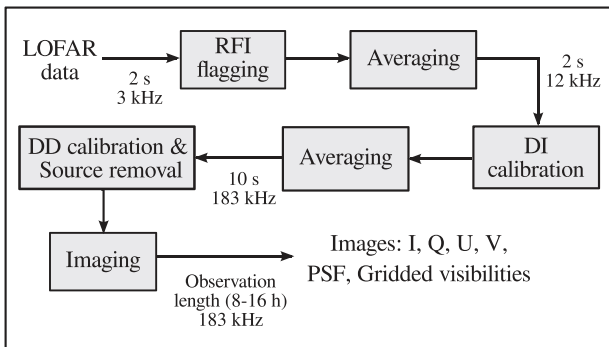 LOFAR
data
2 s
3 kHz
RFI
flagging
Averaging
2 s
12 kHz
DI
calibration
Averaging
10 s
183 kHz
DD calibration &
Source removal
Imaging
Observation
length (8-16 h)
183 kHz
Images: I, Q, U, V,
PSF, Gridded visibilities